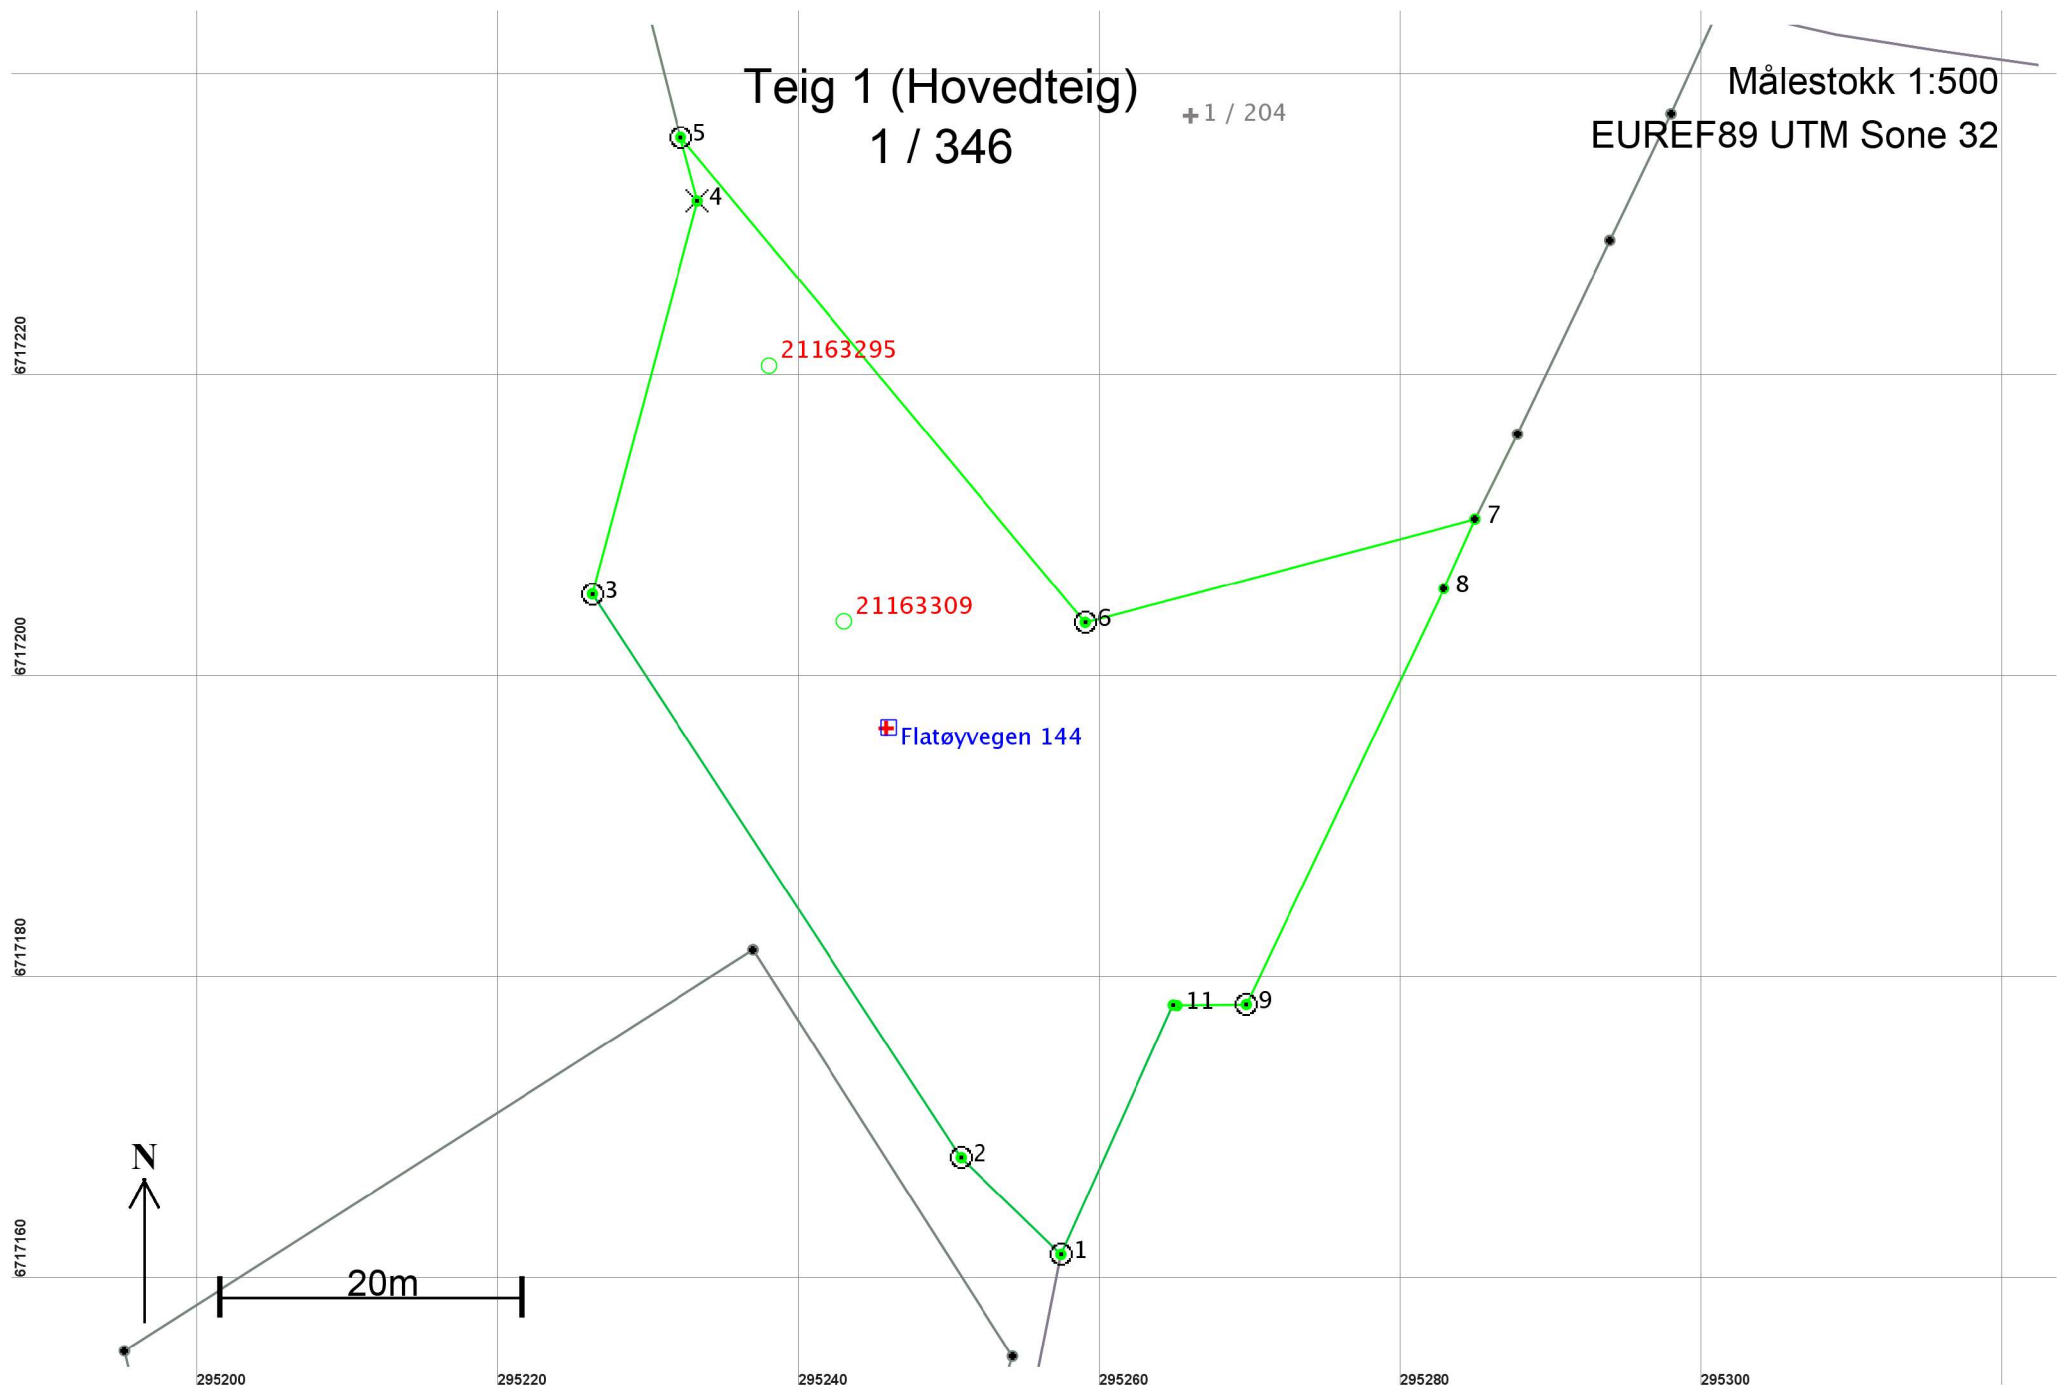 Teig 1 (Hovedteig)
1 / 346
Målestokk 1:500
EUREF89 UTM Sone 32
1 / 204
5
4
21163295
6717220
7
8
3
21163309
6
6717200
Flatøyvegen 144
6717180
11
9
N
2
1
6717160
20m
295200
295220
295240
295260
295280
295300